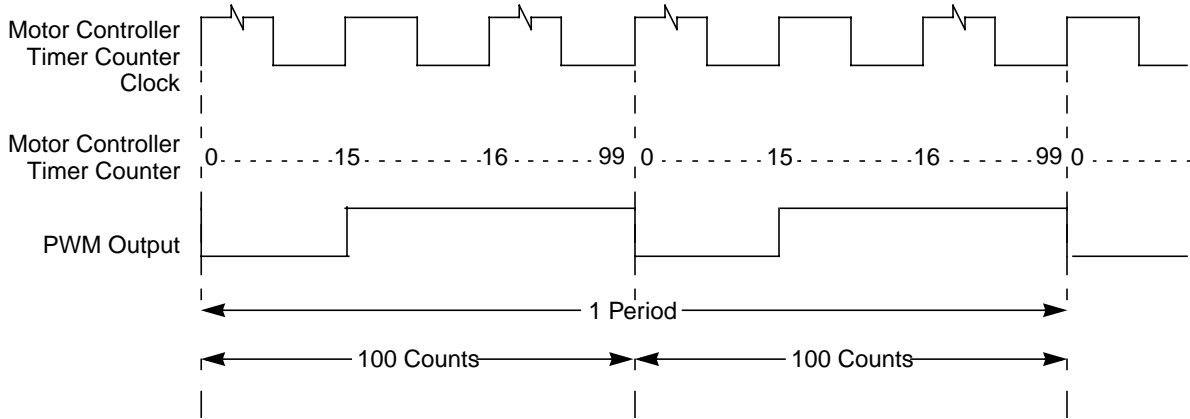 Motor Controller
Timer Counter
Clock
Motor Controller
Timer Counter
0 15 16 99 0 15 16 99 0
PWM Output
1 Period
100 Counts 100 Counts